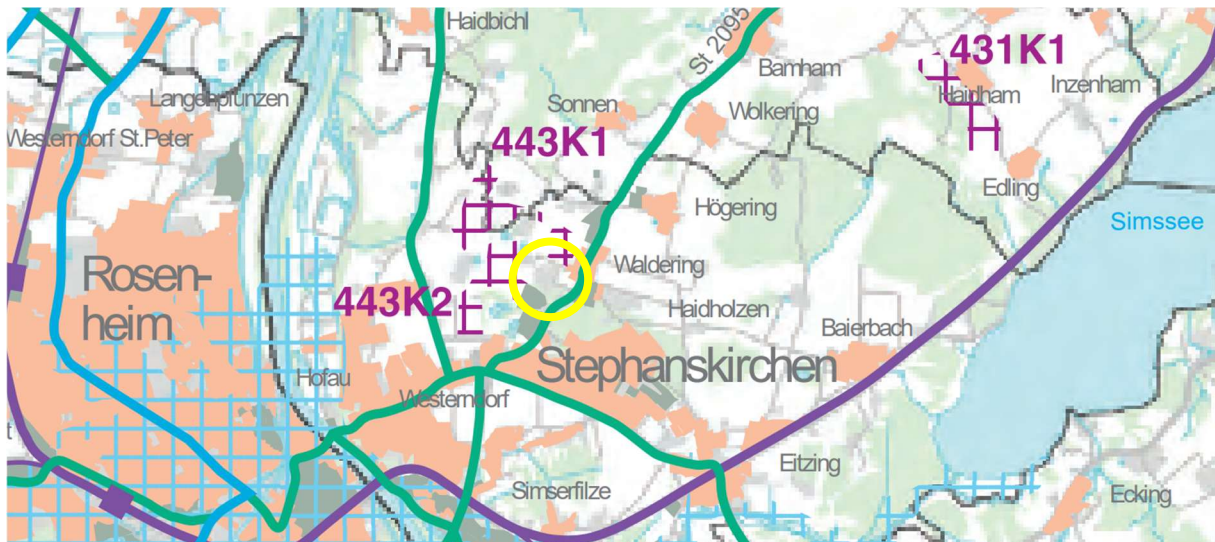 Haidbichl
St 2095
431K1
Bamham
Inzenham
Langenpfunzen
Sonnen
Haidham
Wolkering
Westerndorf St.Peter
443K1
Edling
Högering
Simssee
Rosen-
heim
Waldering
443K2
Haidholzen
Baierbach
Stephanskirchen
Hofau
Westerndorf
t
Eitzing
Simserfilze
Ecking